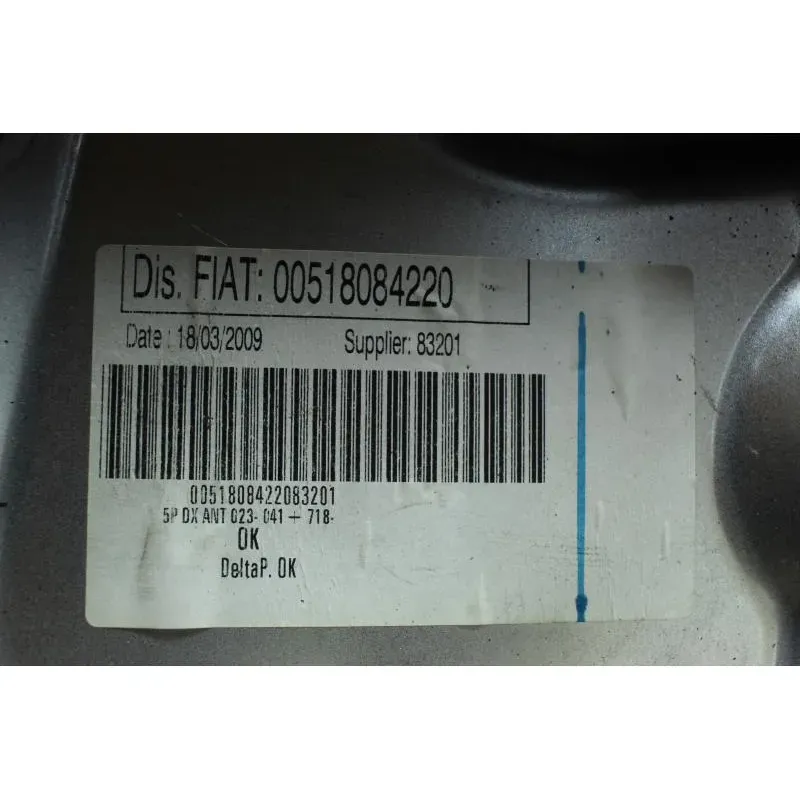 Dis. FIAT: 00518084220
Date : 18/03/2009 Supplier: 83201
0051808422083201
5P DX ANT 023- 041 + 718-
OK
DeltaP. OK